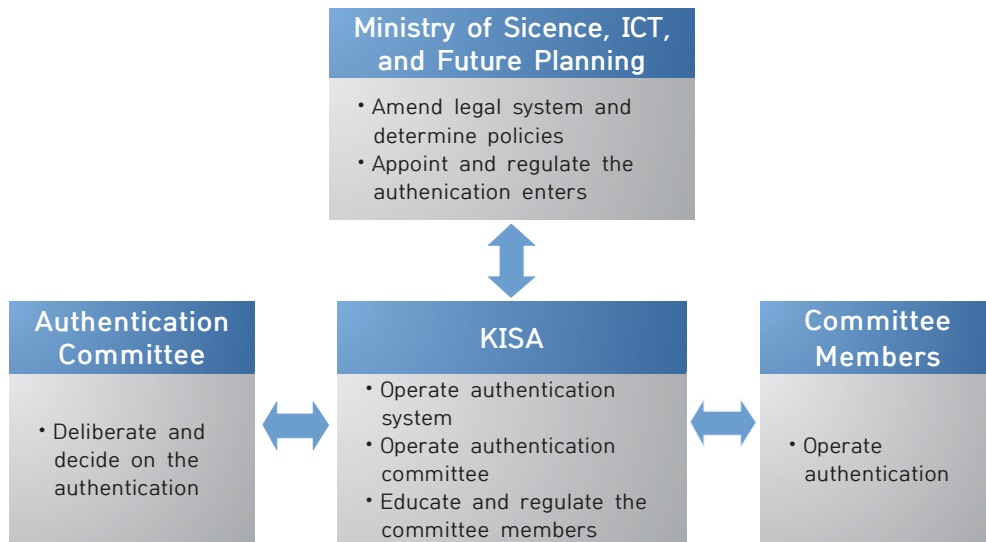 Ministry of Sicence, ICT,
and Future Planning
• Amend legal system and
determine policies
• Appoint and regulate the
authenication enters
Authentication
Committee
• Deliberate and
decide on the
authentication
KISA
• Operate authentication
system
• Operate authentication
committee
• Educate and regulate the
committee members
Committee
Members
• Operate
authentication